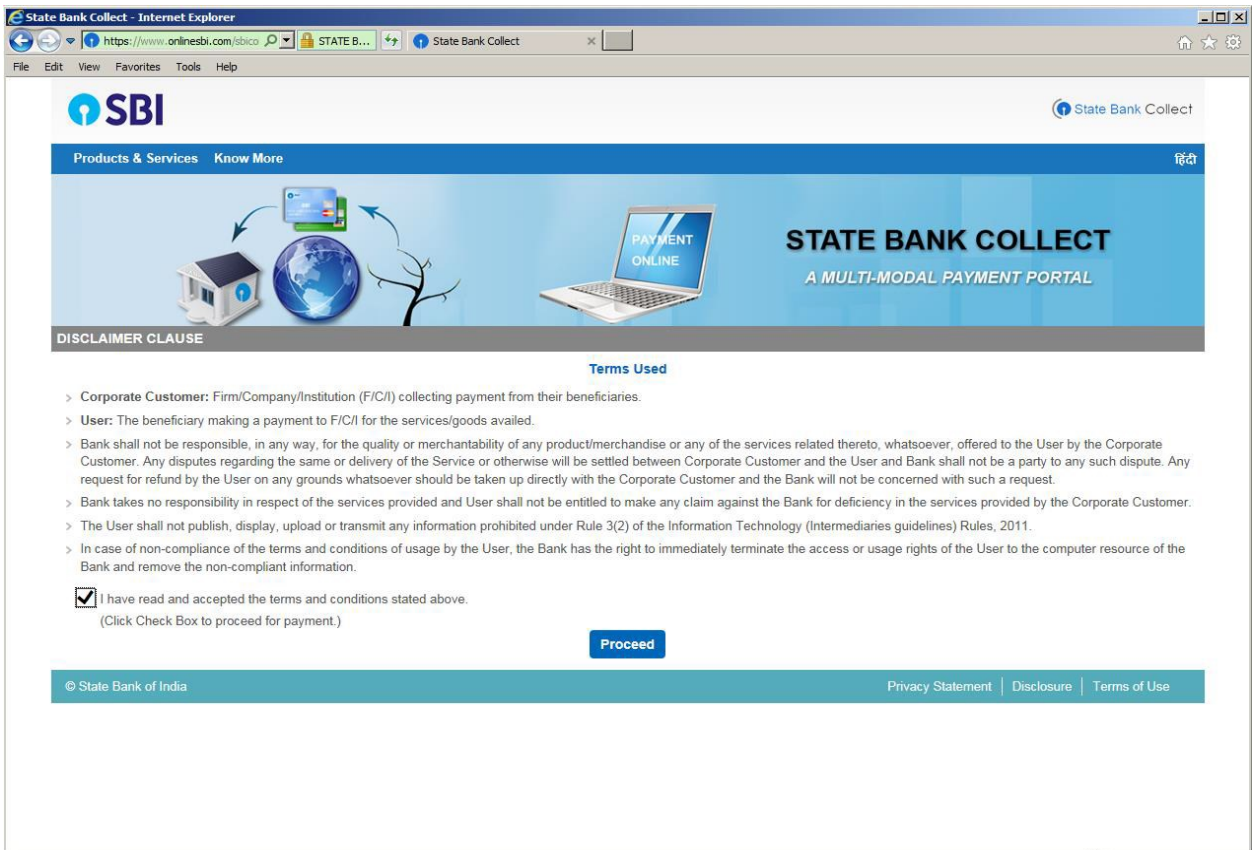 State Bank Collect - Internet Explorer
https://www.onlinesbi.com/sbico STATE B... State Bank Collect
File Edit View Favorites Tools Help
SBI
State Bank Collect
Products & Services Know More हिंदी
PAYMENT
ONLINE
STATE BANK COLLECT
A MULTI-MODAL PAYMENT PORTAL
DISCLAIMER CLAUSE
Terms Used
> Corporate Customer: Firm/Company/Institution (F/C/I) collecting payment from their beneficiaries.
> User: The beneficiary making a payment to F/C/I for the services/goods availed.
> Bank shall not be responsible, in any way, for the quality or merchantability of any product/merchandise or any of the services related thereto, whatsoever, offered to the User by the Corporate
Customer. Any disputes regarding the same or delivery of the Service or otherwise will be settled between Corporate Customer and the User and Bank shall not be a party to any such dispute. Any
request for refund by the User on any grounds whatsoever should be taken up directly with the Corporate Customer and the Bank will not be concerned with such a request.
> Bank takes no responsibility in respect of the services provided and User shall not be entitled to make any claim against the Bank for deficiency in the services provided by the Corporate Customer.
> The User shall not publish, display, upload or transmit any information prohibited under Rule 3(2) of the Information Technology (Intermediaries guidelines) Rules, 2011.
> In case of non-compliance of the terms and conditions of usage by the User, the Bank has the right to immediately terminate the access or usage rights of the User to the computer resource of the
Bank and remove the non-compliant information.
I have read and accepted the terms and conditions stated above.
(Click Check Box to proceed for payment.)
Proceed
© State Bank of India Privacy Statement | Disclosure | Terms of Use